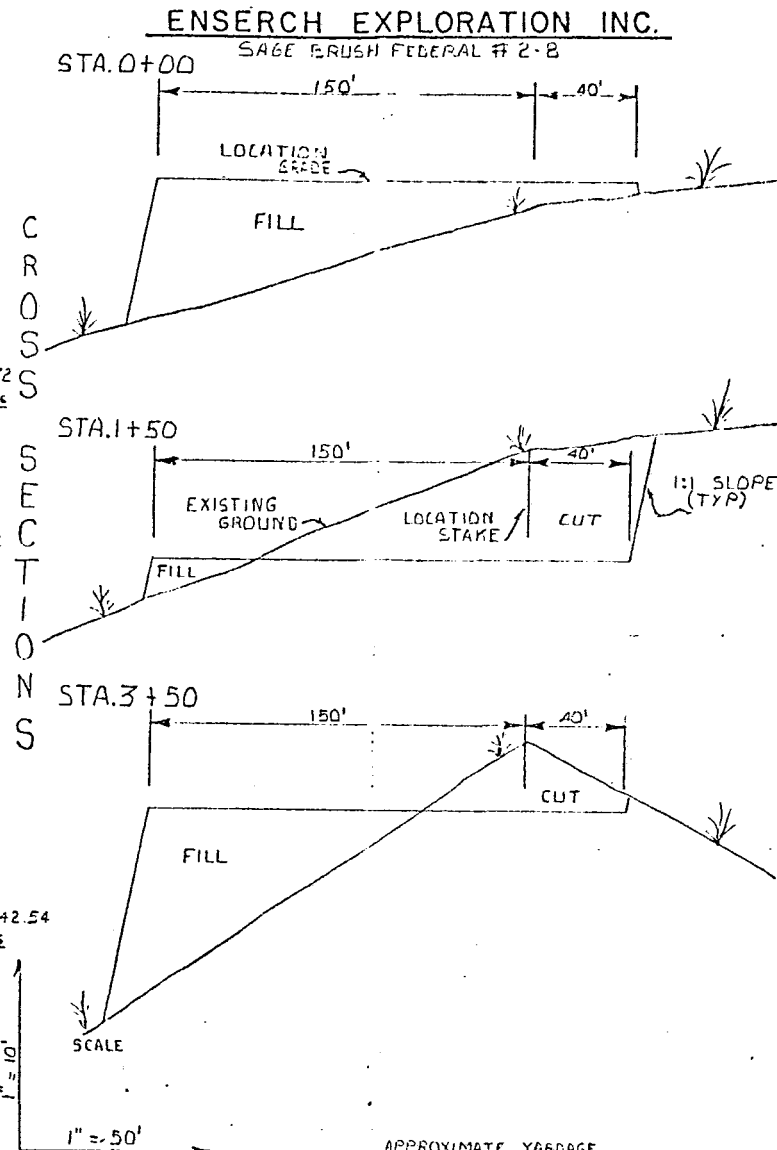 ENSERCH EXPLORATION INC.
SAGE BRUSH FEDERAL # 2-8
STA. 0+00
150'
40'
LOCATION
GRADE
FILL
CROSS SECTIONS
STA. 1+50
150'
40'
EXISTING
GROUND
LOCATION
STAKE
CUT
1:1 SLOPE
(TYP)
FILL
STA. 3+50
150'
40'
CUT
FILL
42.54
SCALE
1" = 10'
1" = 50'
APPROXIMATE YARDAGE